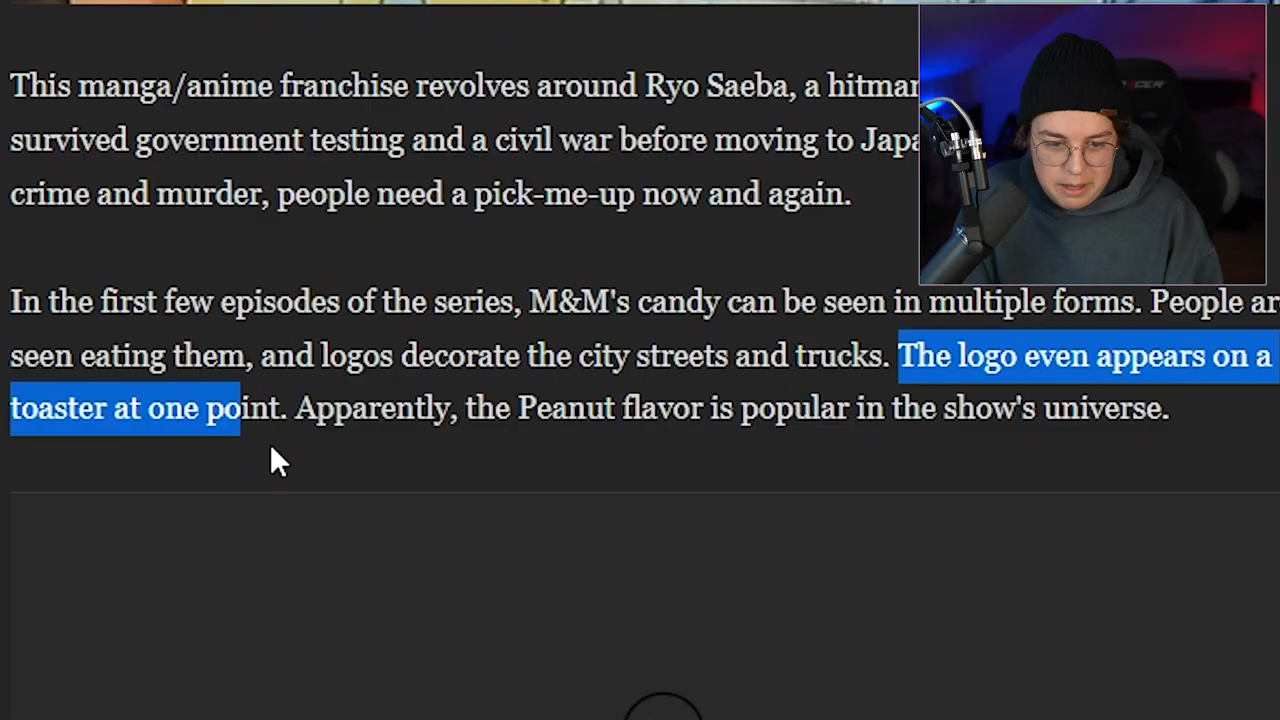 This manga/anime franchise revolves around Ryo Saeba, a hitman
survived government testing and a civil war before moving to Japa
crime and murder, people need a pick-me-up now and again.
In the first few episodes of the series, M&M's candy can be seen in multiple forms. People ar
seen eating them, and logos decorate the city streets and trucks. The logo even appears on a
toaster at one point. Apparently, the Peanut flavor is popular in the show's universe.